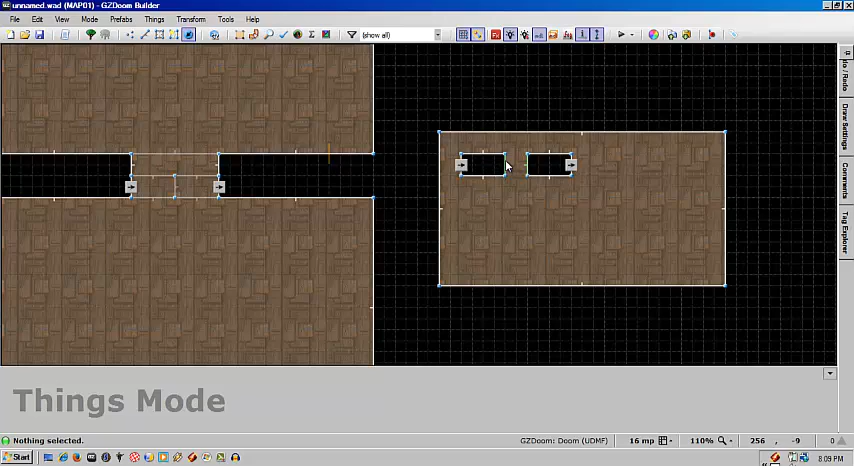 unnamed.wad (MAP01) - GZDoom Builder
File Edit View Mode Prefabs Things Transform Tools Help
(show all)
do / Redo
Draw Settings
Comments
Tag Explorer
Things Mode
Nothing selected.
GZDoom: Doom (UDMF) 16 mp 110% 256 , -9 0
Start 8:09 PM